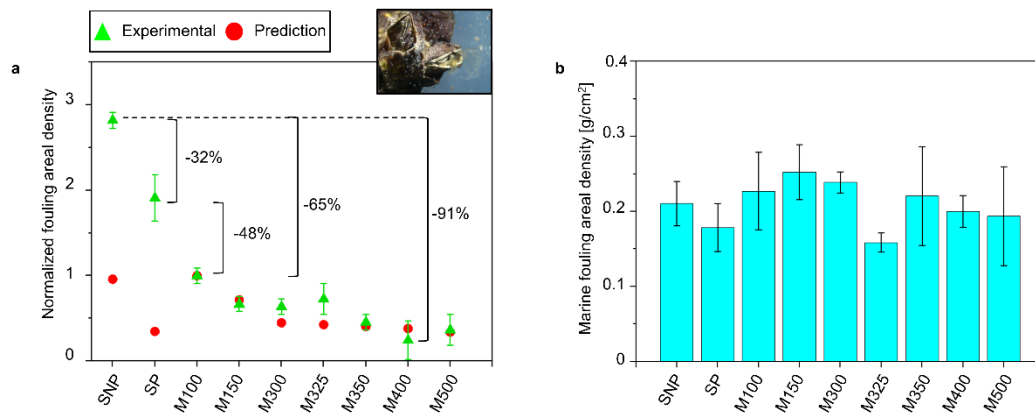 Experimental Prediction
a
Normalized fouling areal density
3
2
1
0
-32%
-48%
-65%
-91%
SNP SP M100 M150 M300 M325 M350 M400 M500
b
Marine fouling areal density [g/cm²]
0.4
0.3
0.2
0.1
0
SNP SP M100 M150 M300 M325 M350 M400 M500